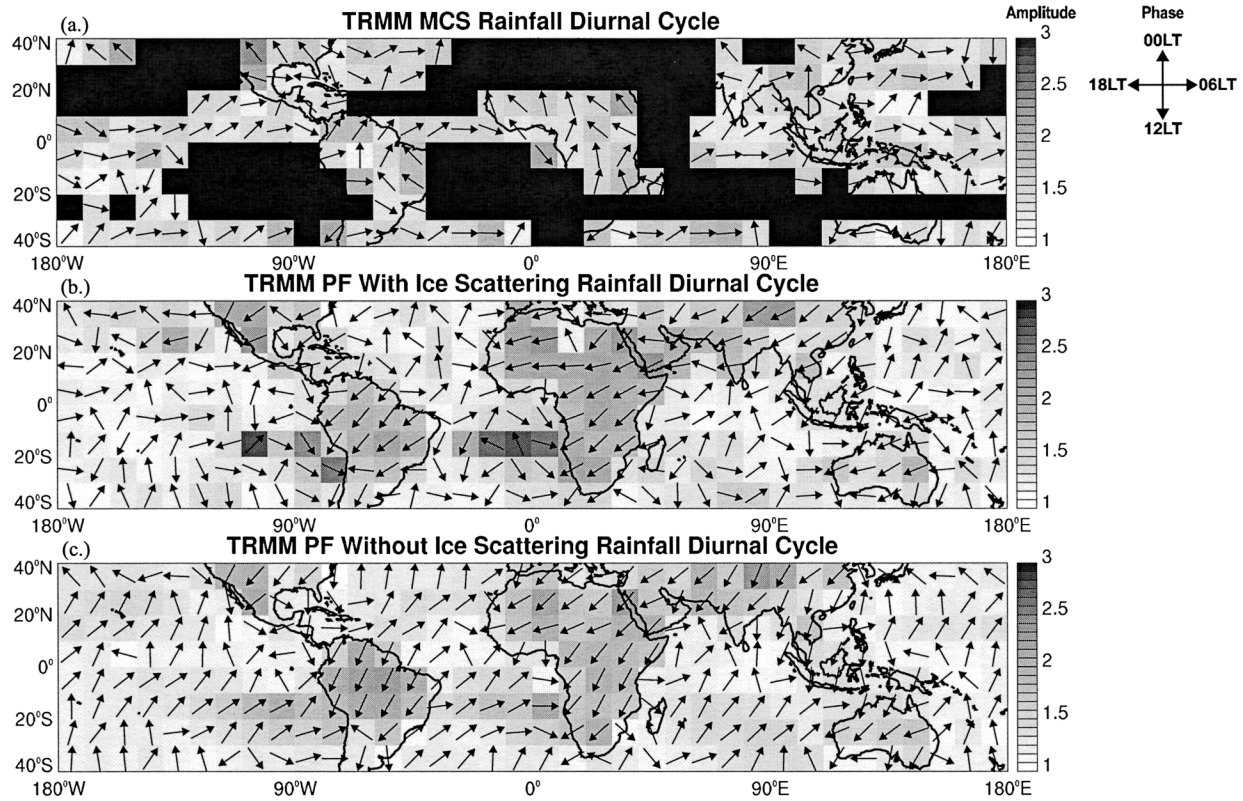 (a.)
TRMM MCS Rainfall Diurnal Cycle
Amplitude
Phase
40°N
20°N
0°
20°S
40°S
180°W
90°W
0°
90°E
180°E
3
2.5
2
1.5
1
00LT
18LT
06LT
12LT
(b.)
TRMM PF With Ice Scattering Rainfall Diurnal Cycle
40°N
20°N
0°
20°S
40°S
180°W
90°W
0°
90°E
180°E
3
2.5
2
1.5
1
(c.)
TRMM PF Without Ice Scattering Rainfall Diurnal Cycle
40°N
20°N
0°
20°S
40°S
180°W
90°W
0°
90°E
180°E
3
2.5
2
1.5
1